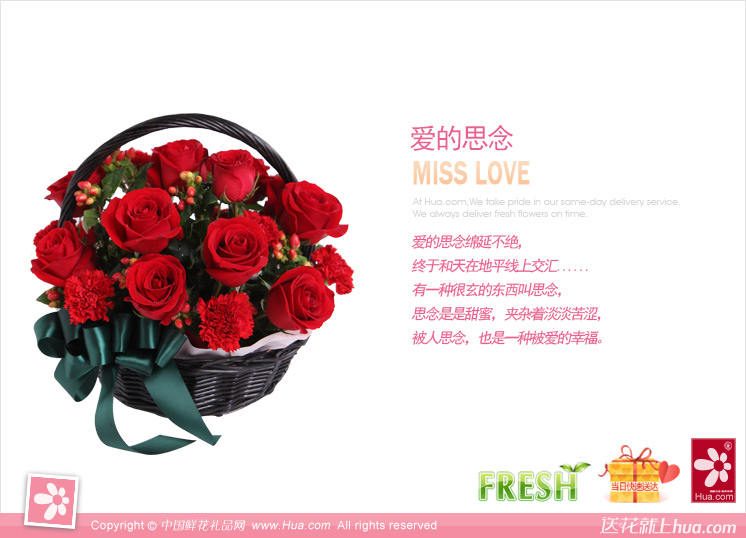 爱的思念
MISS LOVE
At Hua.com,We take pride in our same-day delivery service.
We always deliver fresh flowers on time.
爱的思念绵延不绝,
终于和天在地平线上交汇......
有一种很玄的东西叫思念,
思念是是甜蜜，夹杂着淡淡苦涩,
被人思念，也是一种被爱的幸福。
FRESH
当日快速送达
Hua.com
Copyright © 中国鲜花礼品网 www.Hua.com All rights reserved
送花就上hua.com